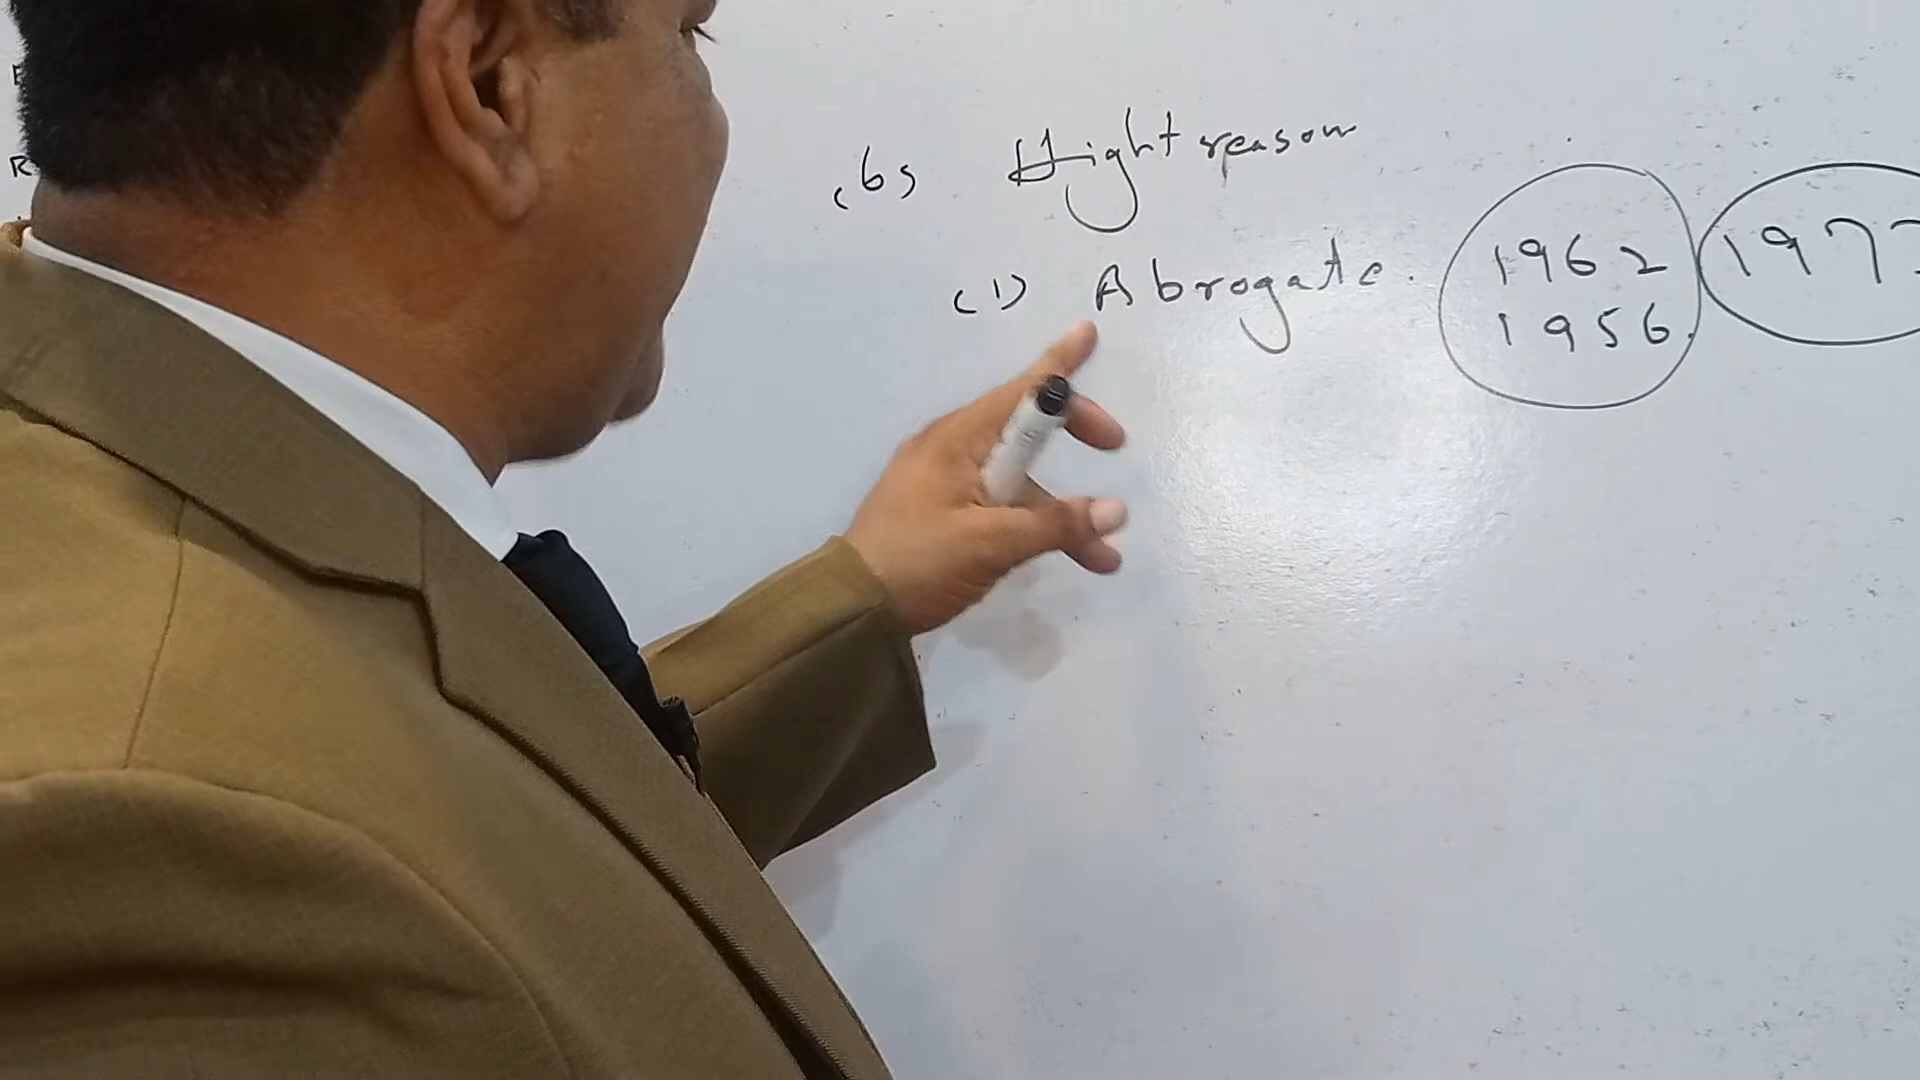 (6) Hight reason
(1) Abrogate. 1962 197
1956.
E
R